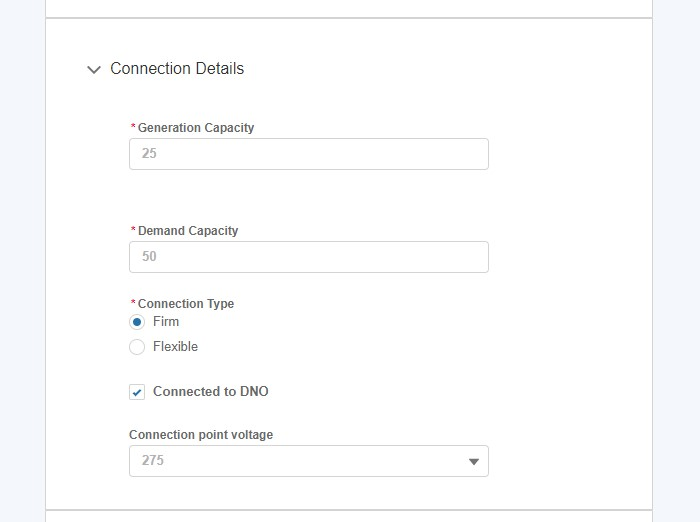 Connection Details
*Generation Capacity
25
*Demand Capacity
50
*Connection Type
Firm
Flexible
Connected to DNO
Connection point voltage
275